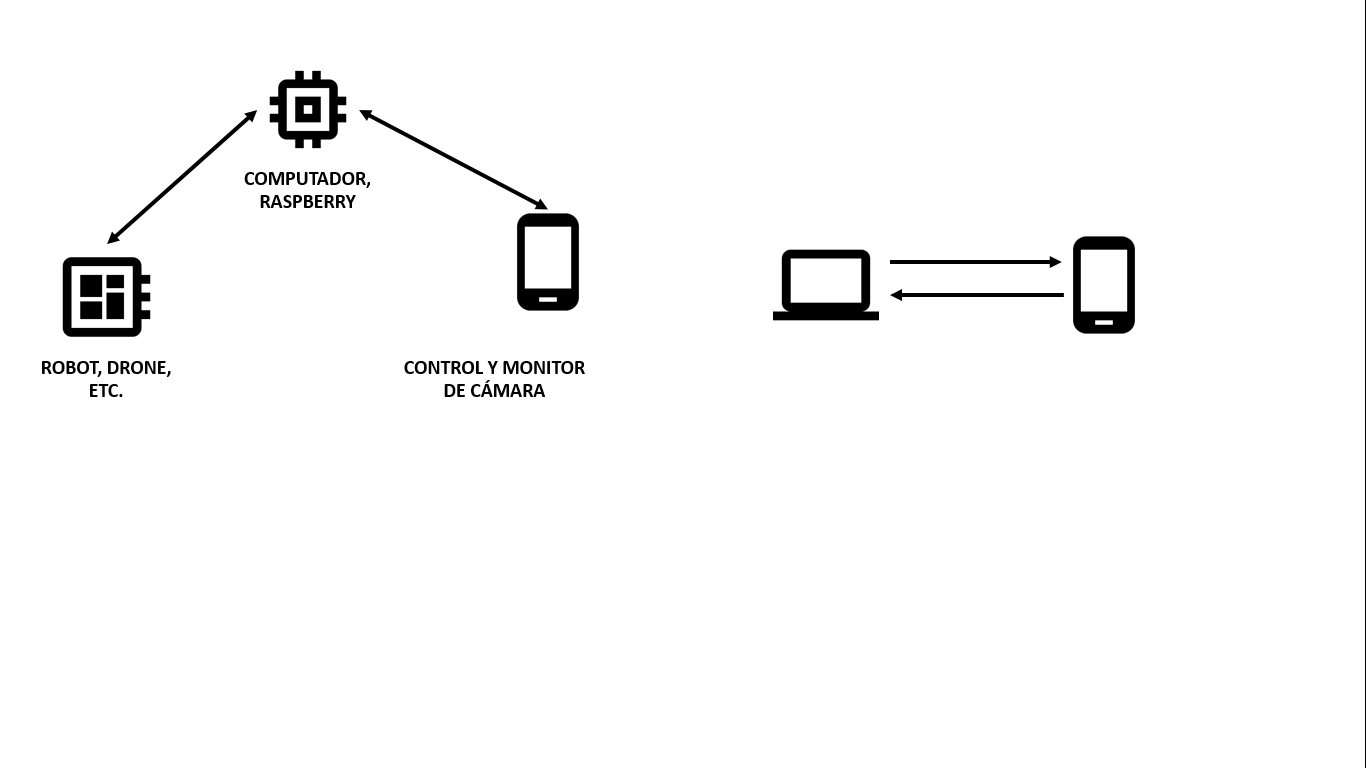 COMPUTADOR,
RASPBERRY
ROBOT, DRONE,
ETC.
CONTROL Y MONITOR
DE CÁMARA